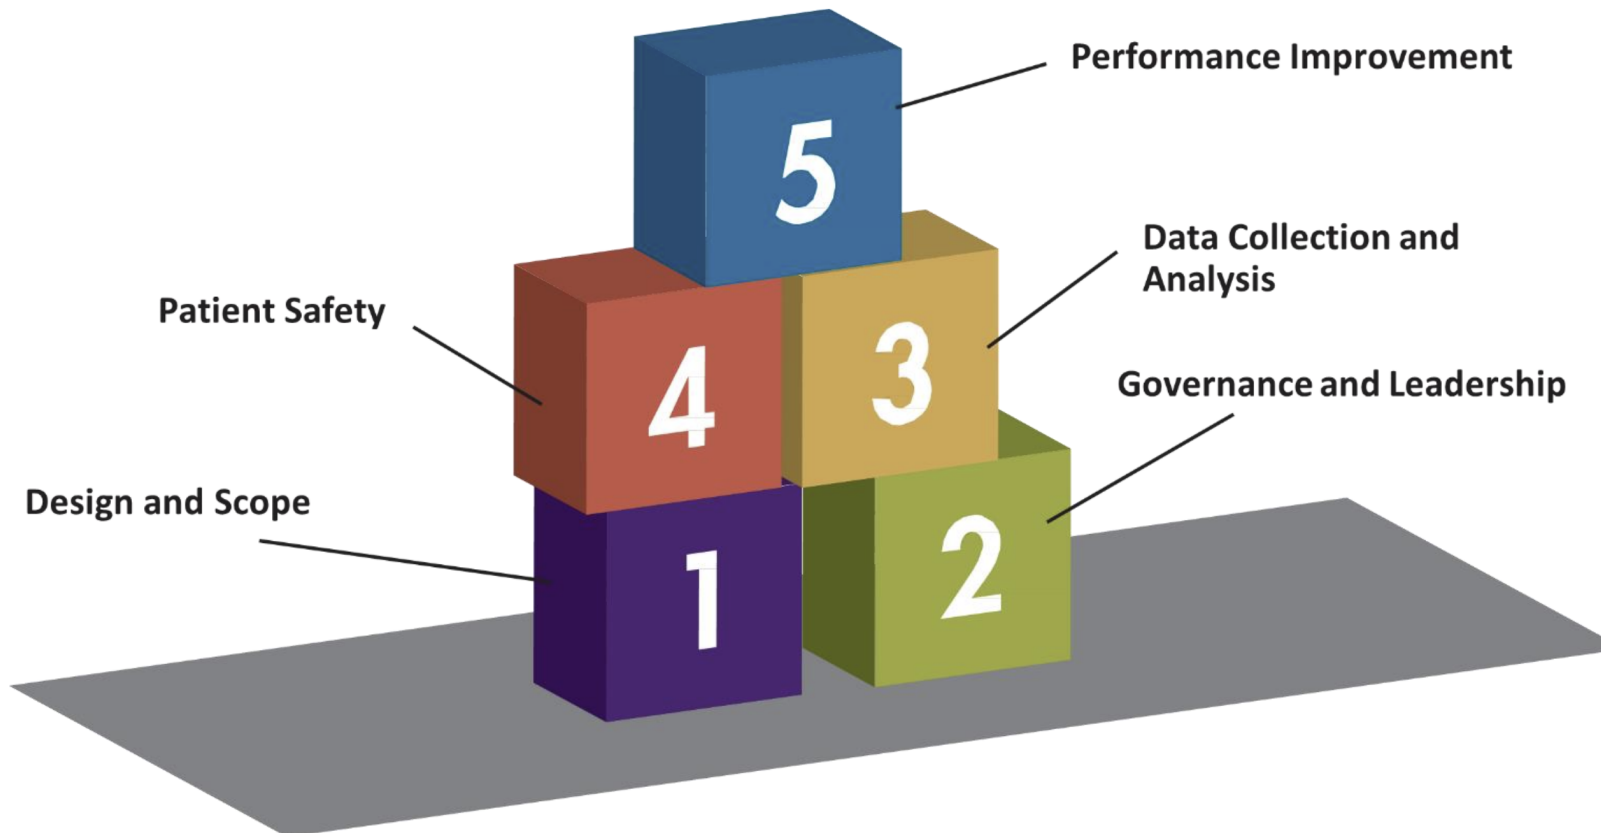 Performance Improvement
5
Data Collection and
Analysis
Patient Safety
4
3
Governance and Leadership
Design and Scope
1
2